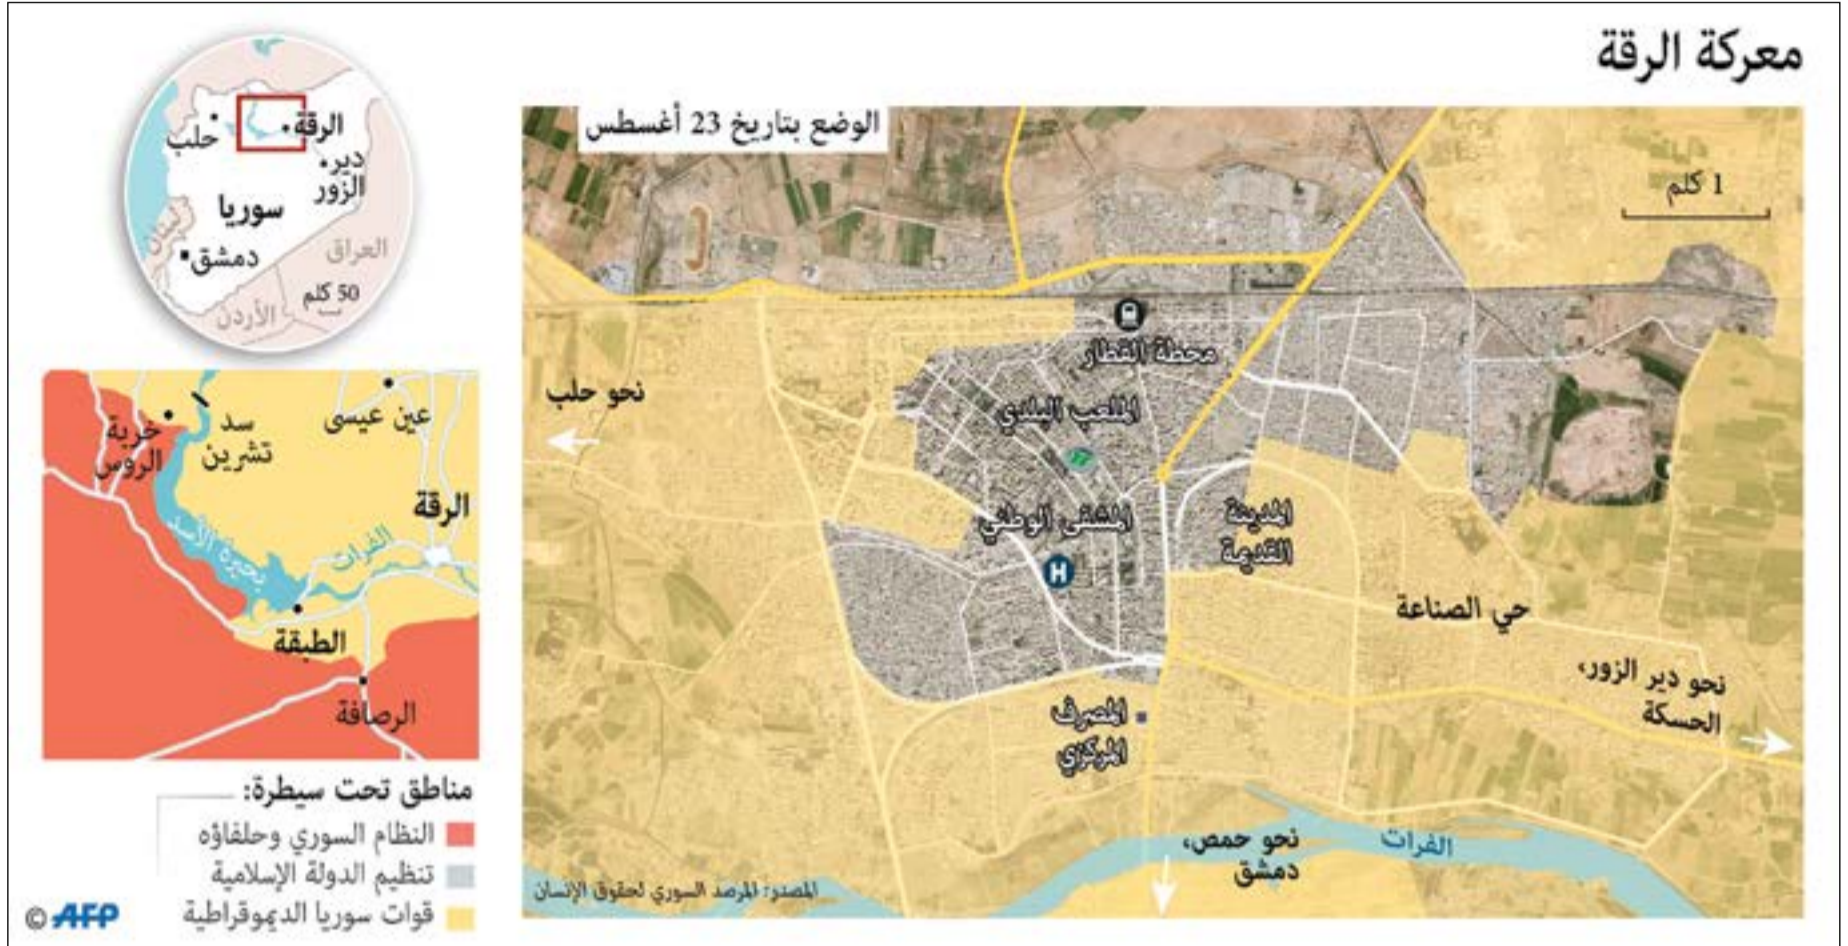 معركة الرقة
الوضع بتاريخ 23 أغسطس
1 كلم
محطة القطار
نحو حلب
الملعب البلدي
المشفى الوطني
H
المدينة
القديمة
حي الصناعة
نحو دير الزور،
الحسكة
المصرف
المركزي
نحو حمص،
دمشق
الفرات
المصدر: المرصد السوري لحقوق الإنسان
الرقة
حلب
دير
الزور
سوريا
لبنان
دمشق
العراق
50 كلم
الأردن
عين عيسى
سد
تشرين
خربة
الروس
الرقة
الفرات
بحيرة الأسد
الطبقة
الرصافة
مناطق تحت سيطرة:
النظام السوري وحلفاؤه
تنظيم الدولة الإسلامية
قوات سوريا الديموقراطية
© AFP